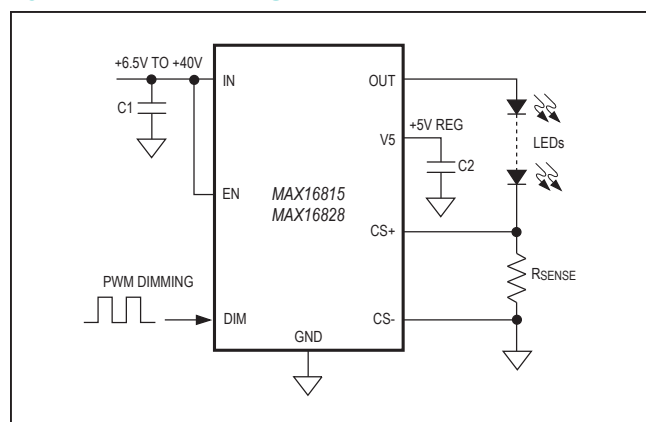 +6.5V TO +40V
C1
IN
OUT
+5V REG
V5
C2
LEDs
EN
MAX16815
MAX16828
CS+
RSENSE
PWM DIMMING
DIM
CS-
GND